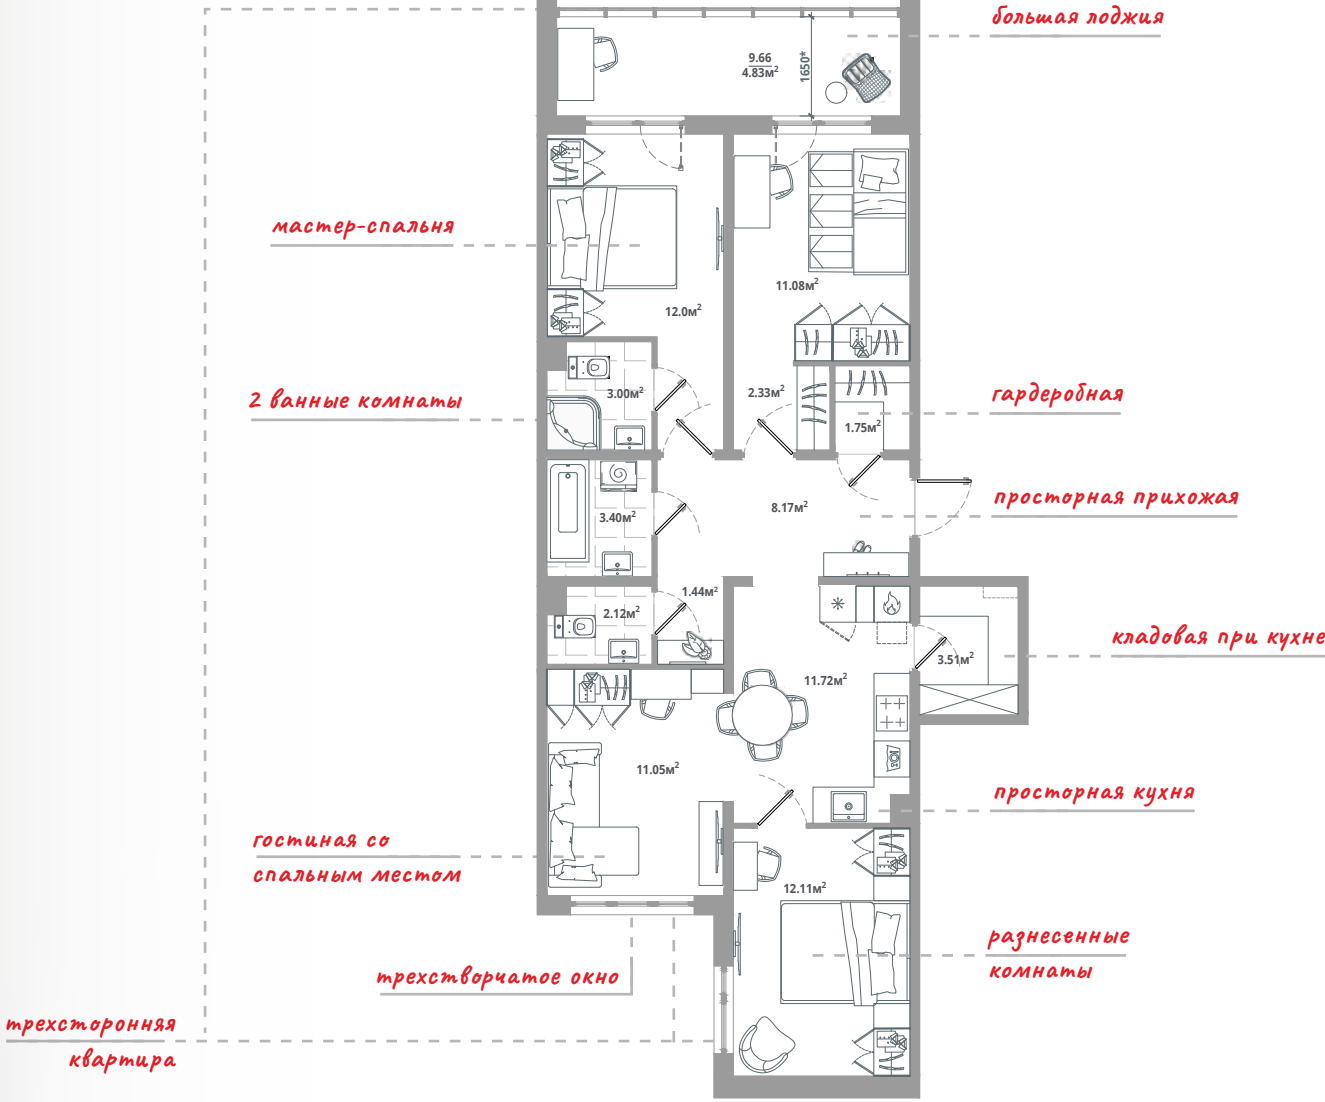 большая лоджия
9.66
4.83м²
1650*
мастер-спальня
12.0м²
11.08м²
2 ванные комнаты
3.00м²
2.33м²
1.75м²
гардеробная
3.40м²
8.17м²
просторная прихожая
2.12м²
1.44м²
3.51м²
кладовая при кухне
11.72м²
11.05м²
просторная кухня
гостиная со
спальным местом
12.11м²
разнесенные
комнаты
трехстворчатое окно
трехсторонняя
квартира